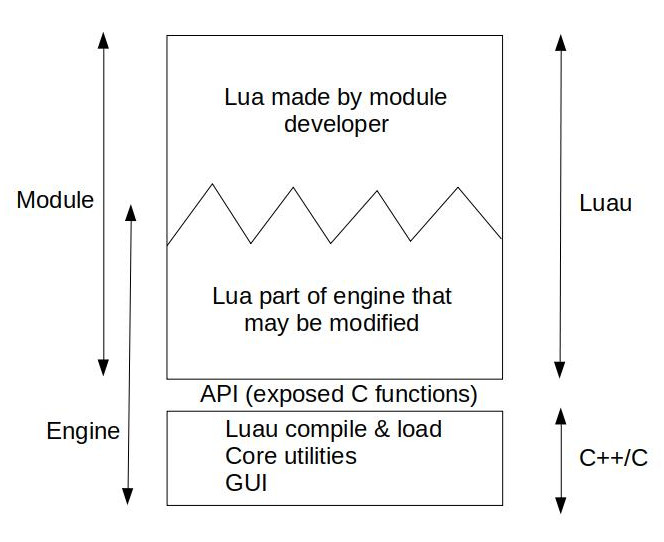 Lua made by module
developer
Module
Luau
Lua part of engine that
may be modified
API (exposed C functions)
Engine
Luau compile & load
Core utilities
GUI
C++/C